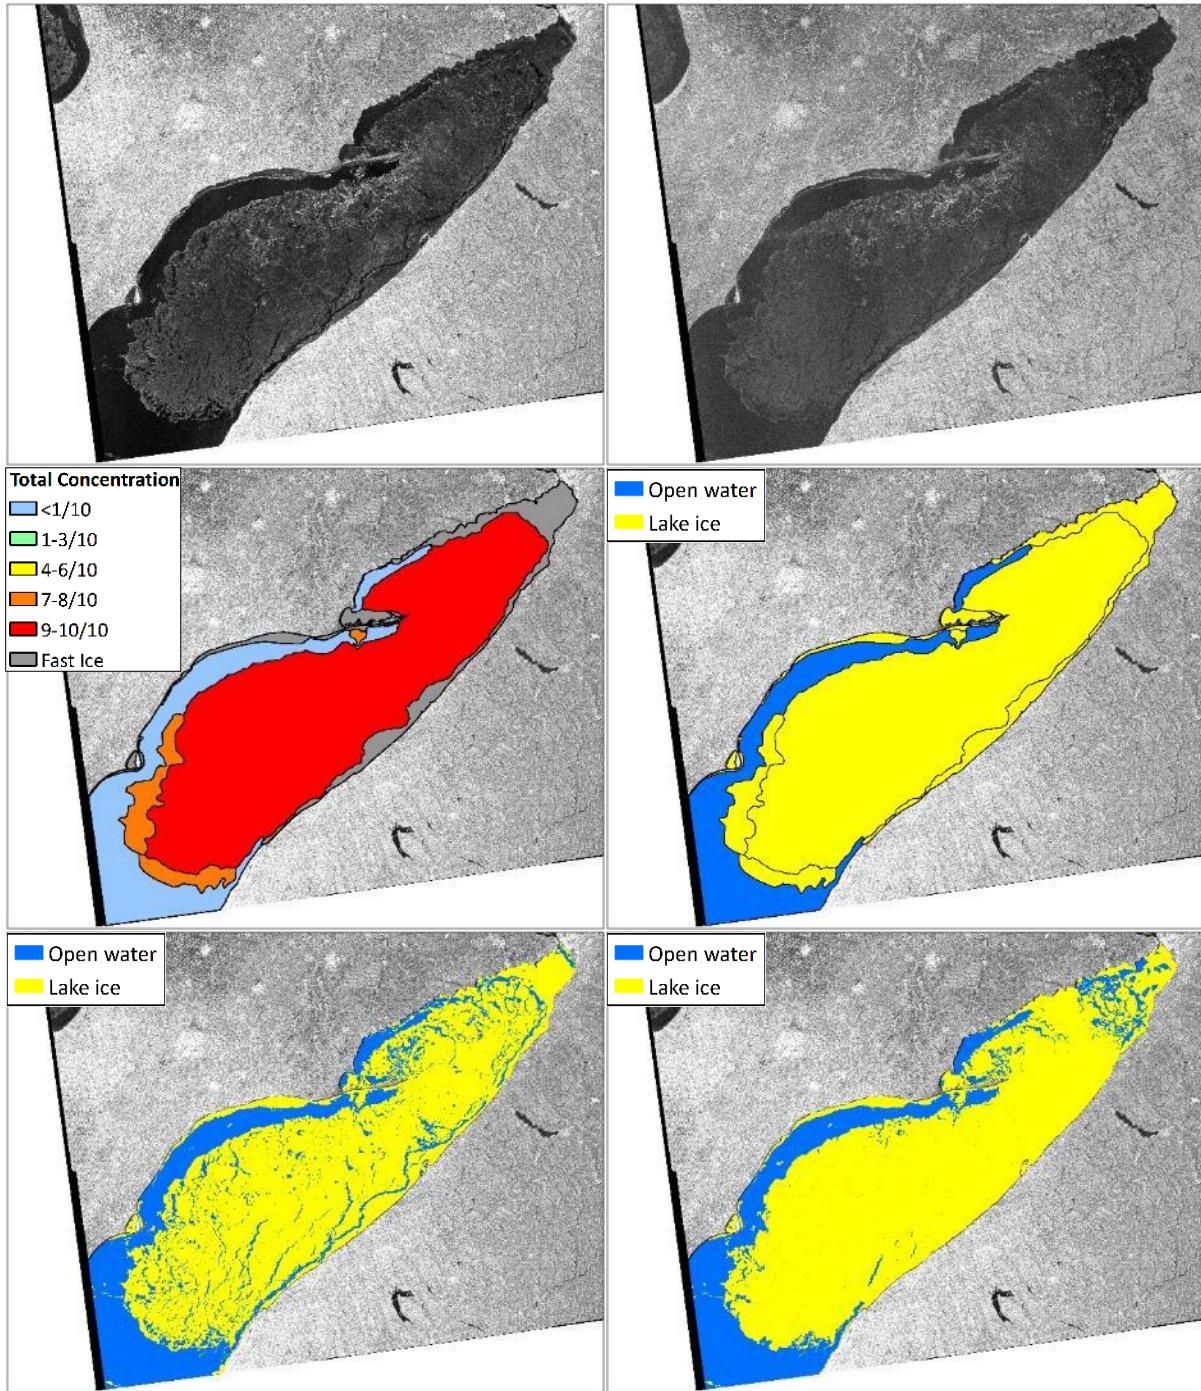 Total Concentration
<1/10
1-3/10
4-6/10
7-8/10
9-10/10
Fast Ice
Open water
Lake ice
Open water
Lake ice
Open water
Lake ice